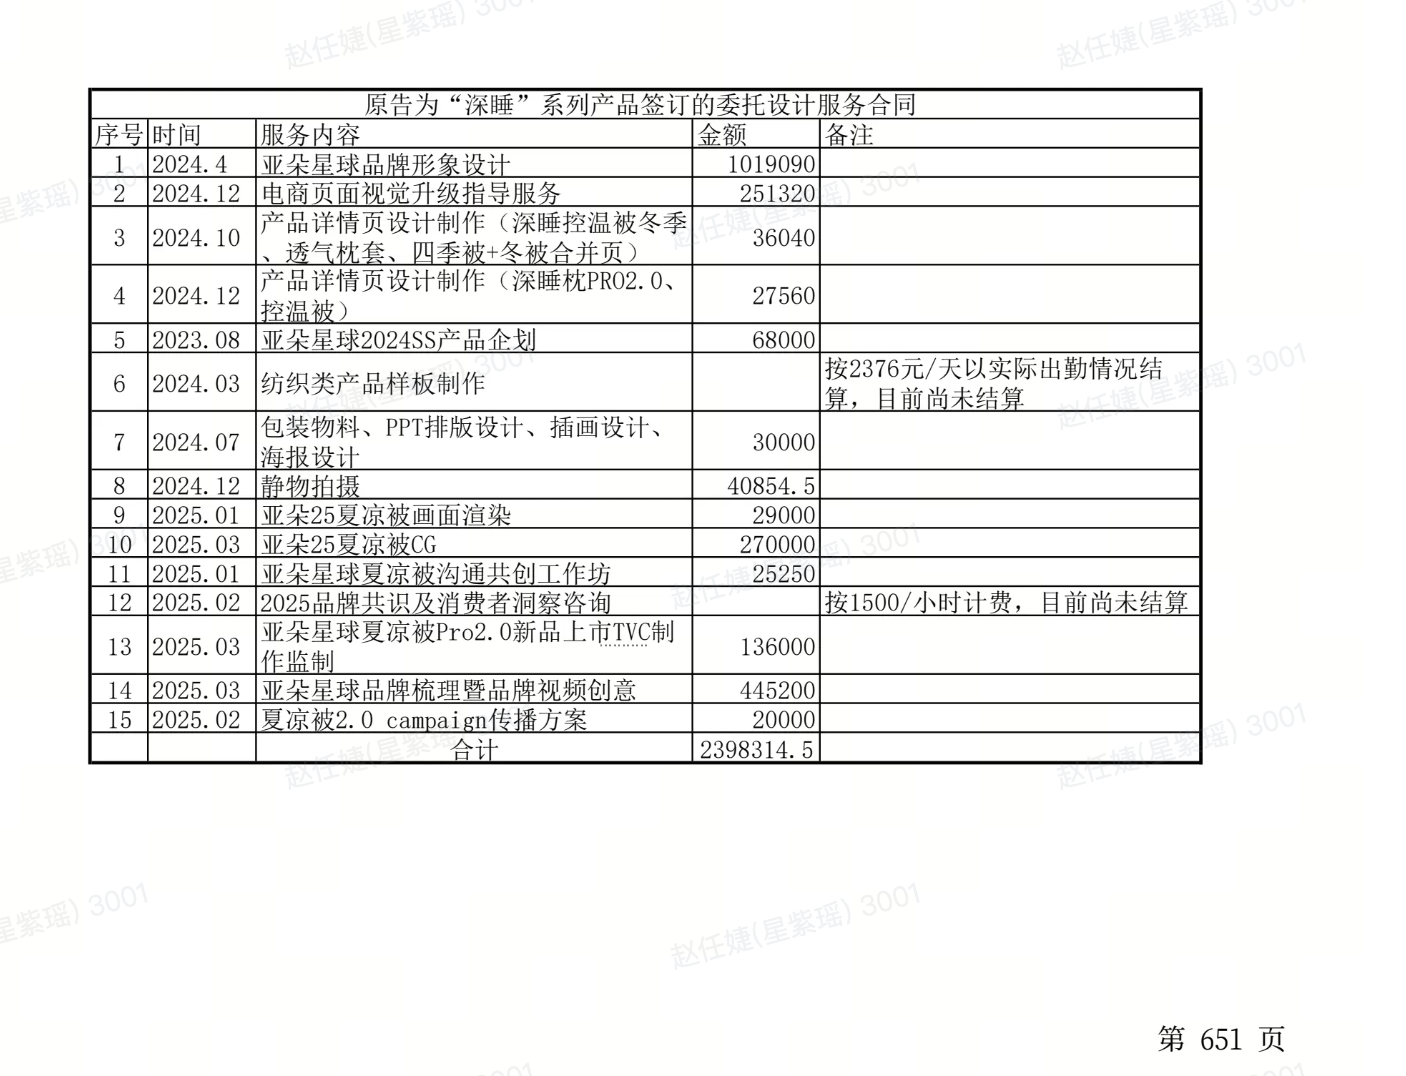 原告为“深睡”系列产品签订的委托设计服务合同
序号 时间 服务内容 金额 备注
1 2024.4 亚朵星球品牌形象设计 1019090
2 2024.12 电商页面视觉升级指导服务 251320
3 2024.10 产品详情页设计制作（深睡控温被冬季
、透气枕套、四季被+冬被合并页） 36040
4 2024.12 产品详情页设计制作（深睡枕PRO2.0、
控温被） 27560
5 2023.08 亚朵星球2024SS产品企划 68000
6 2024.03 纺织类产品样板制作 按2376元/天以实际出勤情况结
算，目前尚未结算
7 2024.07 包装物料、PPT排版设计、插画设计、
海报设计 30000
8 2024.12 静物拍摄 40854.5
9 2025.01 亚朵25夏凉被画面渲染 29000
10 2025.03 亚朵25夏凉被CG 270000
11 2025.01 亚朵星球夏凉被沟通共创工作坊 25250
12 2025.02 2025品牌共识及消费者洞察咨询 按1500/小时计费，目前尚未结算
13 2025.03 亚朵星球夏凉被Pro2.0新品上市TVC制
作监制 136000
14 2025.03 亚朵星球品牌梳理暨品牌视频创意 445200
15 2025.02 夏凉被2.0 campaign传播方案 20000
合计 2398314.5
第 651 页
赵任婕(星紫瑶) 3001